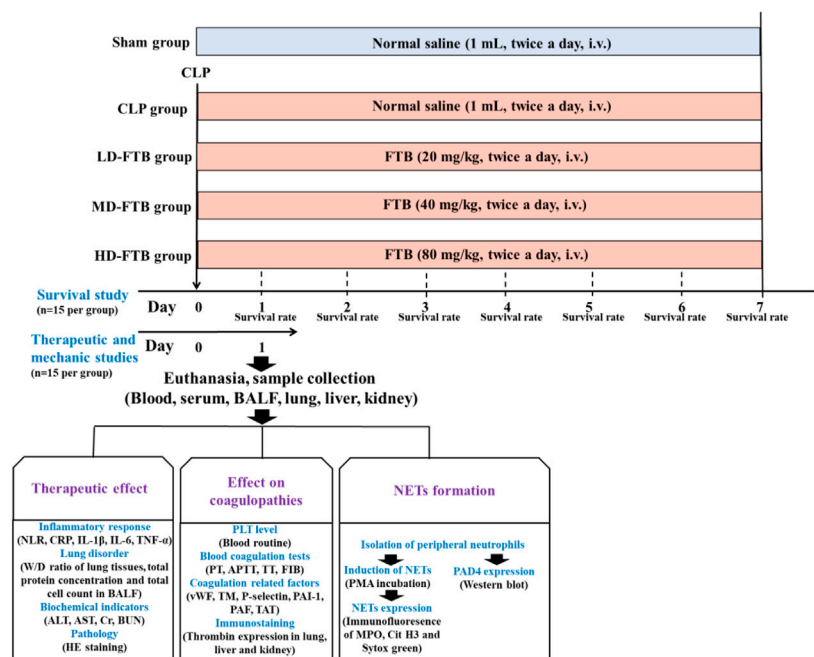 Sham group
Normal saline (1 mL, twice a day, i.v.)
CLP
CLP group
Normal saline (1 mL, twice a day, i.v.)
LD-FTB group
FTB (20 mg/kg, twice a day, i.v.)
MD-FTB group
FTB (40 mg/kg, twice a day, i.v.)
HD-FTB group
FTB (80 mg/kg, twice a day, i.v.)
Survival study
(n=15 per group)
Day 0 1 2 3 4 5 6 7
Survival rate Survival rate Survival rate Survival rate Survival rate Survival rate Survival rate
Therapeutic and
mechanic studies
(n=15 per group)
Day 0 1
Euthanasia, sample collection
(Blood, serum, BALF, lung, liver, kidney)
Therapeutic effect
Inflammatory response
(NLR, CRP, IL-1β, IL-6, TNF-α)
Lung disorder
(W/D ratio of lung tissues, total
protein concentration and total
cell count in BALF)
Biochemical indicators
(ALT, AST, Cr, BUN)
Pathology
(HE staining)
Effect on
coagulopathies
PLT level
(Blood routine)
Blood coagulation tests
(PT, APTT, TT, FIB)
Coagulation related factors
(vWF, TM, P-selectin, PAI-1,
PAF, TAT)
Immunostaining
(Thrombin expression in lung,
liver and kidney)
NETs formation
Isolation of peripheral neutrophils
Induction of NETs
(PMA incubation)
NETs expression
(Immunofluoresence
of MPO, Cit H3 and
Sytox green)
PAD4 expression
(Western blot)